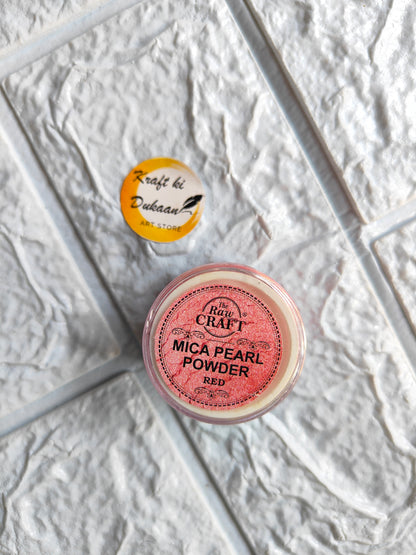 Kraft ki
Dukaan
ART STORE
The
Raw
CRAFT
®
MICA PEARL
POWDER
RED